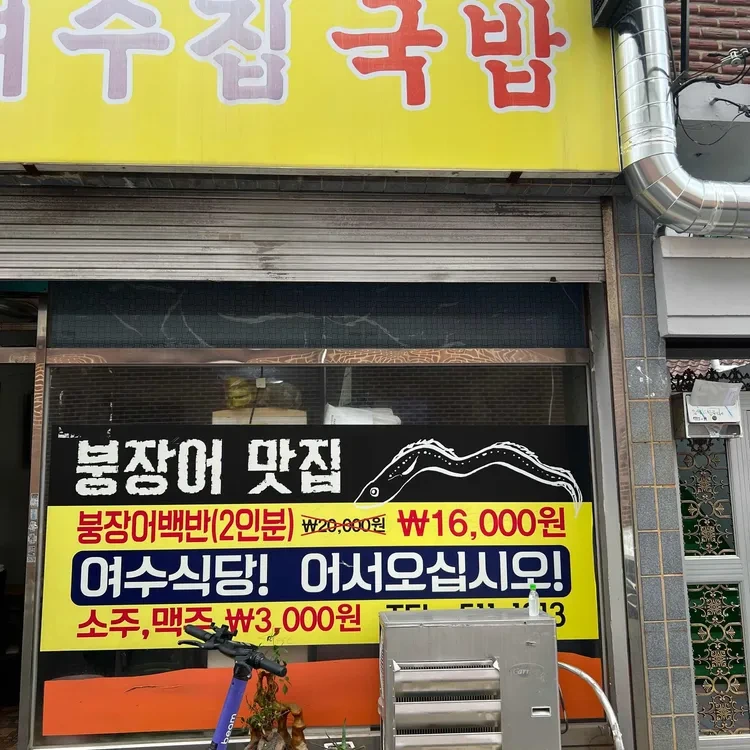 여수집 국밥
붕장어 맛집
붕장어백반(2인분) ₩20,000원 ₩16,000원
여수식당! 어서오십시오!
소주,맥주 ₩3,000원
beam